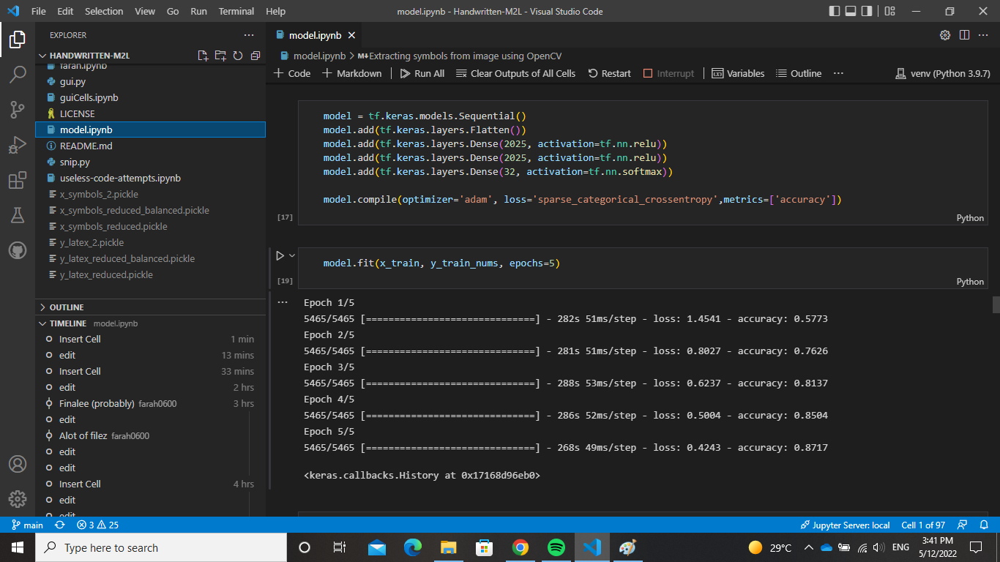 File Edit Selection View Go Run Terminal Help
model.ipynb - Handwritten-M2L - Visual Studio Code
EXPLORER
HANDWRITTEN-M2L
faran.ipynb
gui.py
guiCells.ipynb
LICENSE
model.ipynb
README.md
snip.py
useless-code-attempts.ipynb
x_symbols_2.pickle
x_symbols_reduced_balanced.pickle
x_symbols_reduced.pickle
y_latex_2.pickle
y_latex_reduced_balanced.pickle
y_latex_reduced.pickle
OUTLINE
TIMELINE model.ipynb
Insert Cell 1 min
edit 13 mins
Insert Cell 33 mins
edit 2 hrs
Finalee (probably) farah0600 3 hrs
edit
Alot of filez farah0600
edit
edit
Insert Cell 4 hrs
edit
edit
model.ipynb
model.ipynb > M↓Extracting symbols from image using OpenCV
+ Code + Markdown Run All Clear Outputs of All Cells Restart Interrupt Variables Outline ... venv (Python 3.9.7)
model = tf.keras.models.Sequential()
model.add(tf.keras.layers.Flatten())
model.add(tf.keras.layers.Dense(2025, activation=tf.nn.relu))
model.add(tf.keras.layers.Dense(2025, activation=tf.nn.relu))
model.add(tf.keras.layers.Dense(32, activation=tf.nn.softmax))
model.compile(optimizer='adam', loss='sparse_categorical_crossentropy',metrics=['accuracy'])
[17]
Python
model.fit(x_train, y_train_nums, epochs=5)
[19]
Python
Epoch 1/5
5465/5465 [==============================] - 282s 51ms/step - loss: 1.4541 - accuracy: 0.5773
Epoch 2/5
5465/5465 [==============================] - 281s 51ms/step - loss: 0.8027 - accuracy: 0.7626
Epoch 3/5
5465/5465 [==============================] - 288s 53ms/step - loss: 0.6237 - accuracy: 0.8137
Epoch 4/5
5465/5465 [==============================] - 286s 52ms/step - loss: 0.5004 - accuracy: 0.8504
Epoch 5/5
5465/5465 [==============================] - 268s 49ms/step - loss: 0.4243 - accuracy: 0.8717
<keras.callbacks.History at 0x17168d96eb0>
main 3 25
Jupyter Server: local Cell 1 of 97
Type here to search
29°C ENG
3:41 PM
5/12/2022